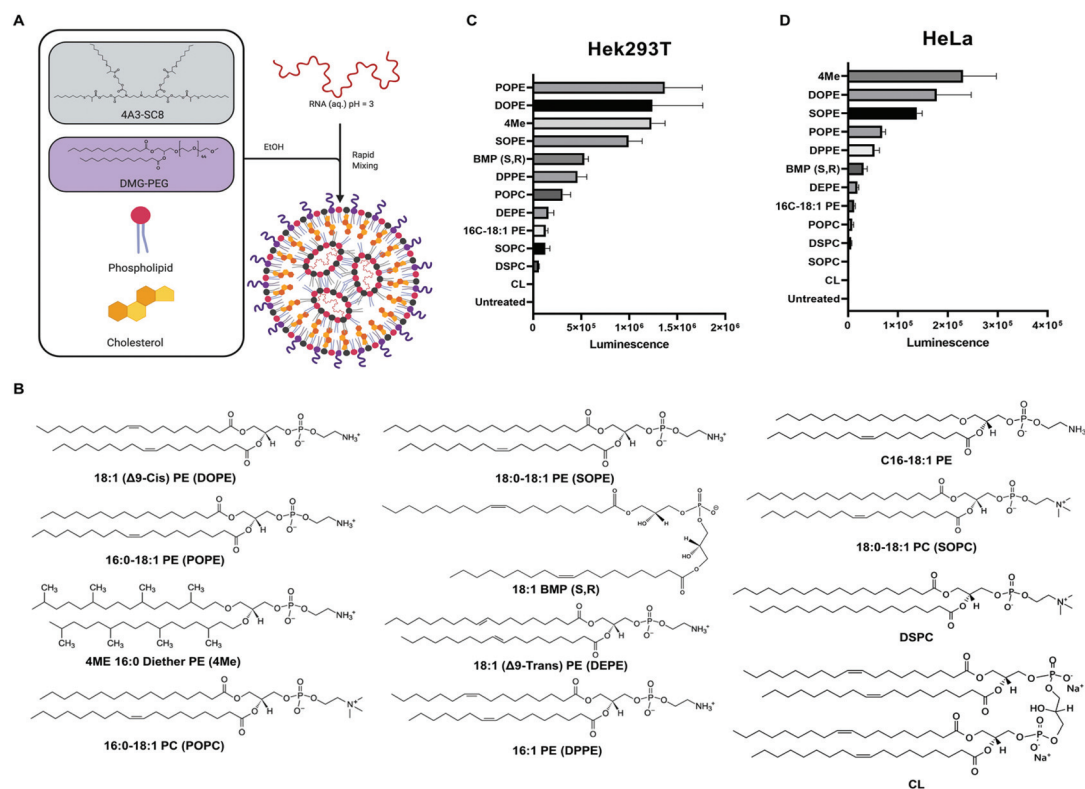 A
4A3-SC8
DMG-PEG
Phospholipid
Cholesterol
RNA (aq.) pH = 3
EtOH
Rapid
Mixing
C
Hek293T
POPE
DOPE
4Me
SOPE
BMP (S,R)
DPPE
POPC
DEPE
16C-18:1 PE
SOPC
DSPC
CL
Untreated
0
5×10⁵
1×10⁶
1.5×10⁶
2×10⁶
Luminescence
D
HeLa
4Me
DOPE
SOPE
POPE
DPPE
BMP (S,R)
DEPE
16C-18:1 PE
POPC
DSPC
SOPC
CL
Untreated
0
1×10⁵
2×10⁵
3×10⁵
4×10⁵
Luminescence
B
18:1 (Δ9-Cis) PE (DOPE)
16:0-18:1 PE (POPE)
4ME 16:0 Diether PE (4Me)
16:0-18:1 PC (POPC)
18:0-18:1 PE (SOPE)
18:1 BMP (S,R)
18:1 (Δ9-Trans) PE (DEPE)
16:1 PE (DPPE)
C16-18:1 PE
18:0-18:1 PC (SOPC)
DSPC
CL